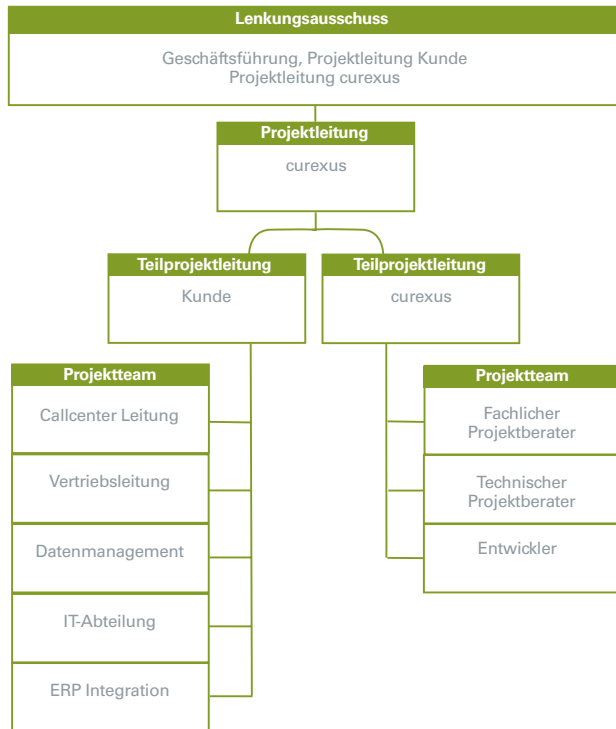 Lenkungsausschuss
Geschäftsführung, Projektleitung Kunde
Projektleitung curexus
Projektleitung
curexus
Teilprojektleitung
Kunde
Teilprojektleitung
curexus
Projektteam
Callcenter Leitung
Vertriebsleitung
Datenmanagement
IT-Abteilung
ERP Integration
Projektteam
Fachlicher
Projektberater
Technischer
Projektberater
Entwickler